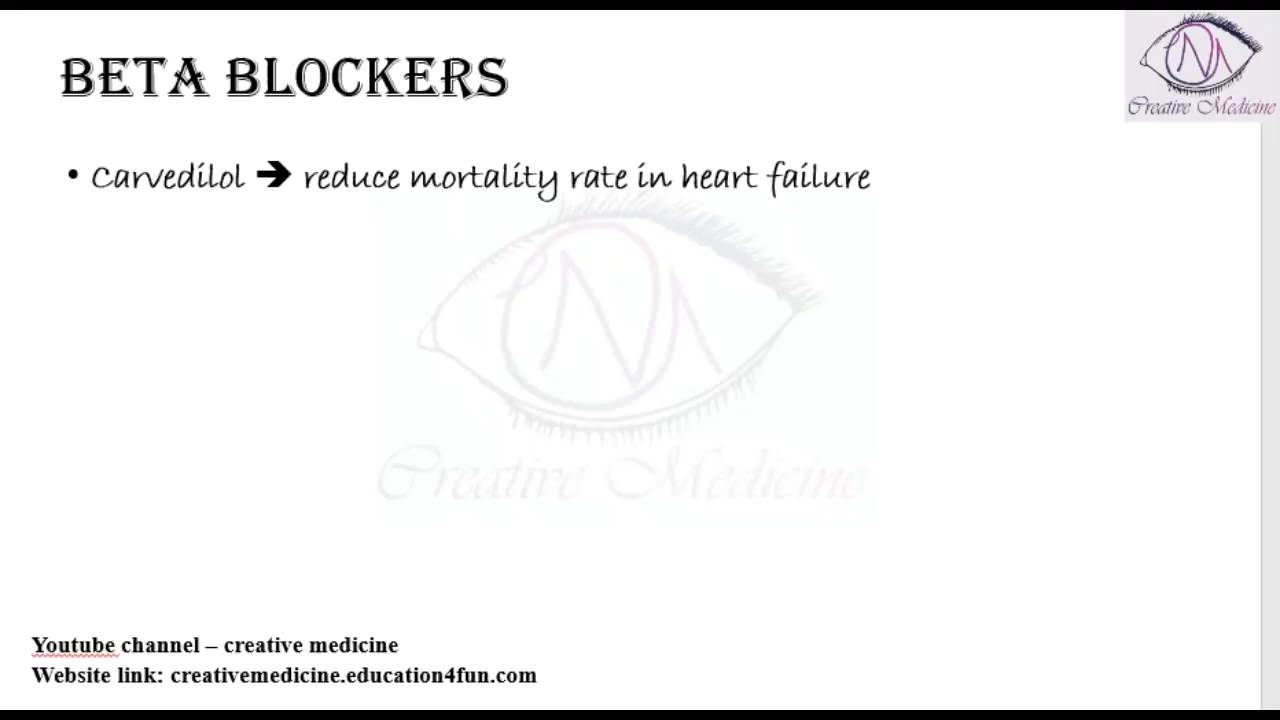 Creative Medicine
BETA BLOCKERS
• Carvedilol ➔ reduce mortality rate in heart failure
Creative Medicine
Youtube channel – creative medicine
Website link: creativemedicine.education4fun.com